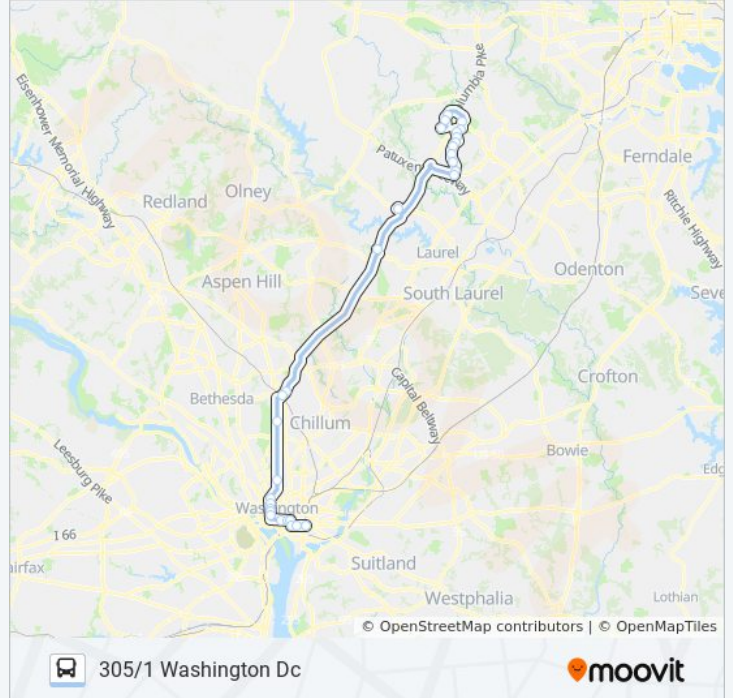 Columbia Pike
Eisenhower Memorial Highway
Ferndale
Olney
Redland
Ritchie Highway
Laurel
Odenton
Aspen Hill
South Laurel
Seve
Crofton
Bethesda
Capital Beltway
Chillum
Leesburg Pike
Bowie
Edg
Washington
I 66
Suitland
airfax
Westphalia
Lothian
© OpenStreetMap contributors | © OpenMapTiles
305/1 Washington Dc
moovit